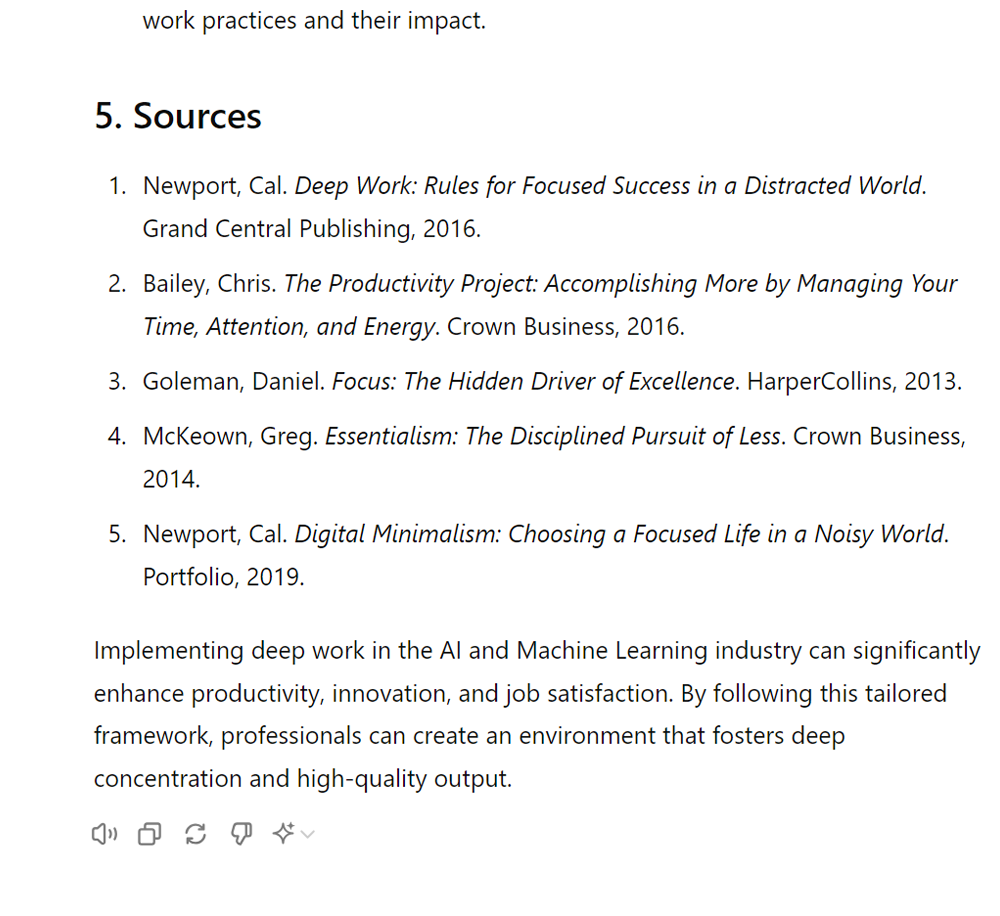 work practices and their impact.
5. Sources
1. Newport, Cal. Deep Work: Rules for Focused Success in a Distracted World.
Grand Central Publishing, 2016.
2. Bailey, Chris. The Productivity Project: Accomplishing More by Managing Your
Time, Attention, and Energy. Crown Business, 2016.
3. Goleman, Daniel. Focus: The Hidden Driver of Excellence. HarperCollins, 2013.
4. McKeown, Greg. Essentialism: The Disciplined Pursuit of Less. Crown Business,
2014.
5. Newport, Cal. Digital Minimalism: Choosing a Focused Life in a Noisy World.
Portfolio, 2019.
Implementing deep work in the AI and Machine Learning industry can significantly
enhance productivity, innovation, and job satisfaction. By following this tailored
framework, professionals can create an environment that fosters deep
concentration and high-quality output.